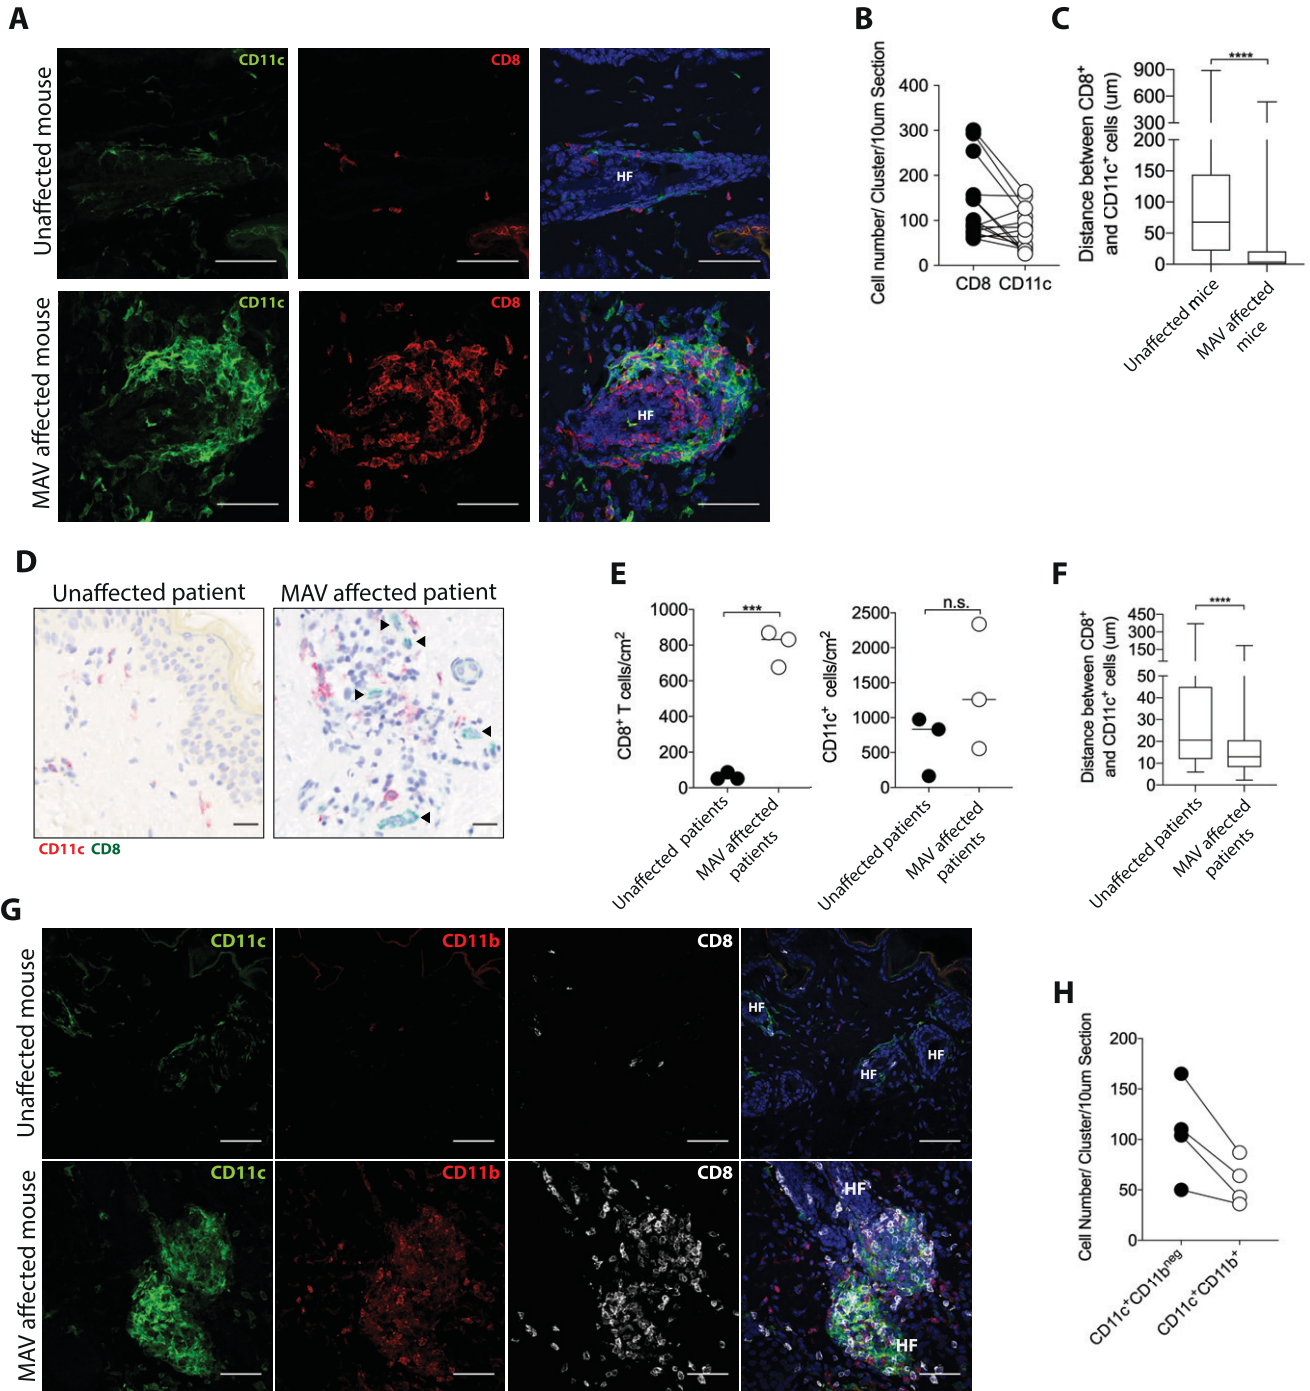 A
Unaffected mouse
CD11c
CD8
HF
MAV affected mouse
CD11c
CD8
HF
B
Cell number/ Cluster/10um Section
400
300
200
100
0
CD8 CD11c
C
Distance between CD8⁺
and CD11c⁺ cells (um)
****
900
600
300
200
150
100
50
0
Unaffected mice
MAV affected
mice
D
Unaffected patient
MAV affected patient
CD11c CD8
E
CD8⁺ T cells/cm²
***
1000
800
600
400
200
0
Unaffected patients
MAV affected
patients
CD11c⁺ cells/cm²
n.s.
2500
2000
1500
1000
500
0
Unaffected patients
MAV affected
patients
F
Distance between CD8⁺
and CD11c⁺ cells (um)
****
450
300
150
50
40
30
20
10
0
Unaffected patients
MAV affected
patients
G
Unaffected mouse
CD11c
CD11b
CD8
HF
HF
HF
MAV affected mouse
CD11c
CD11b
CD8
HF
HF
H
Cell Number/ Cluster/10um Section
200
150
100
50
0
CD11c⁺CD11bⁿᵉᵍ
CD11c⁺CD11b⁺